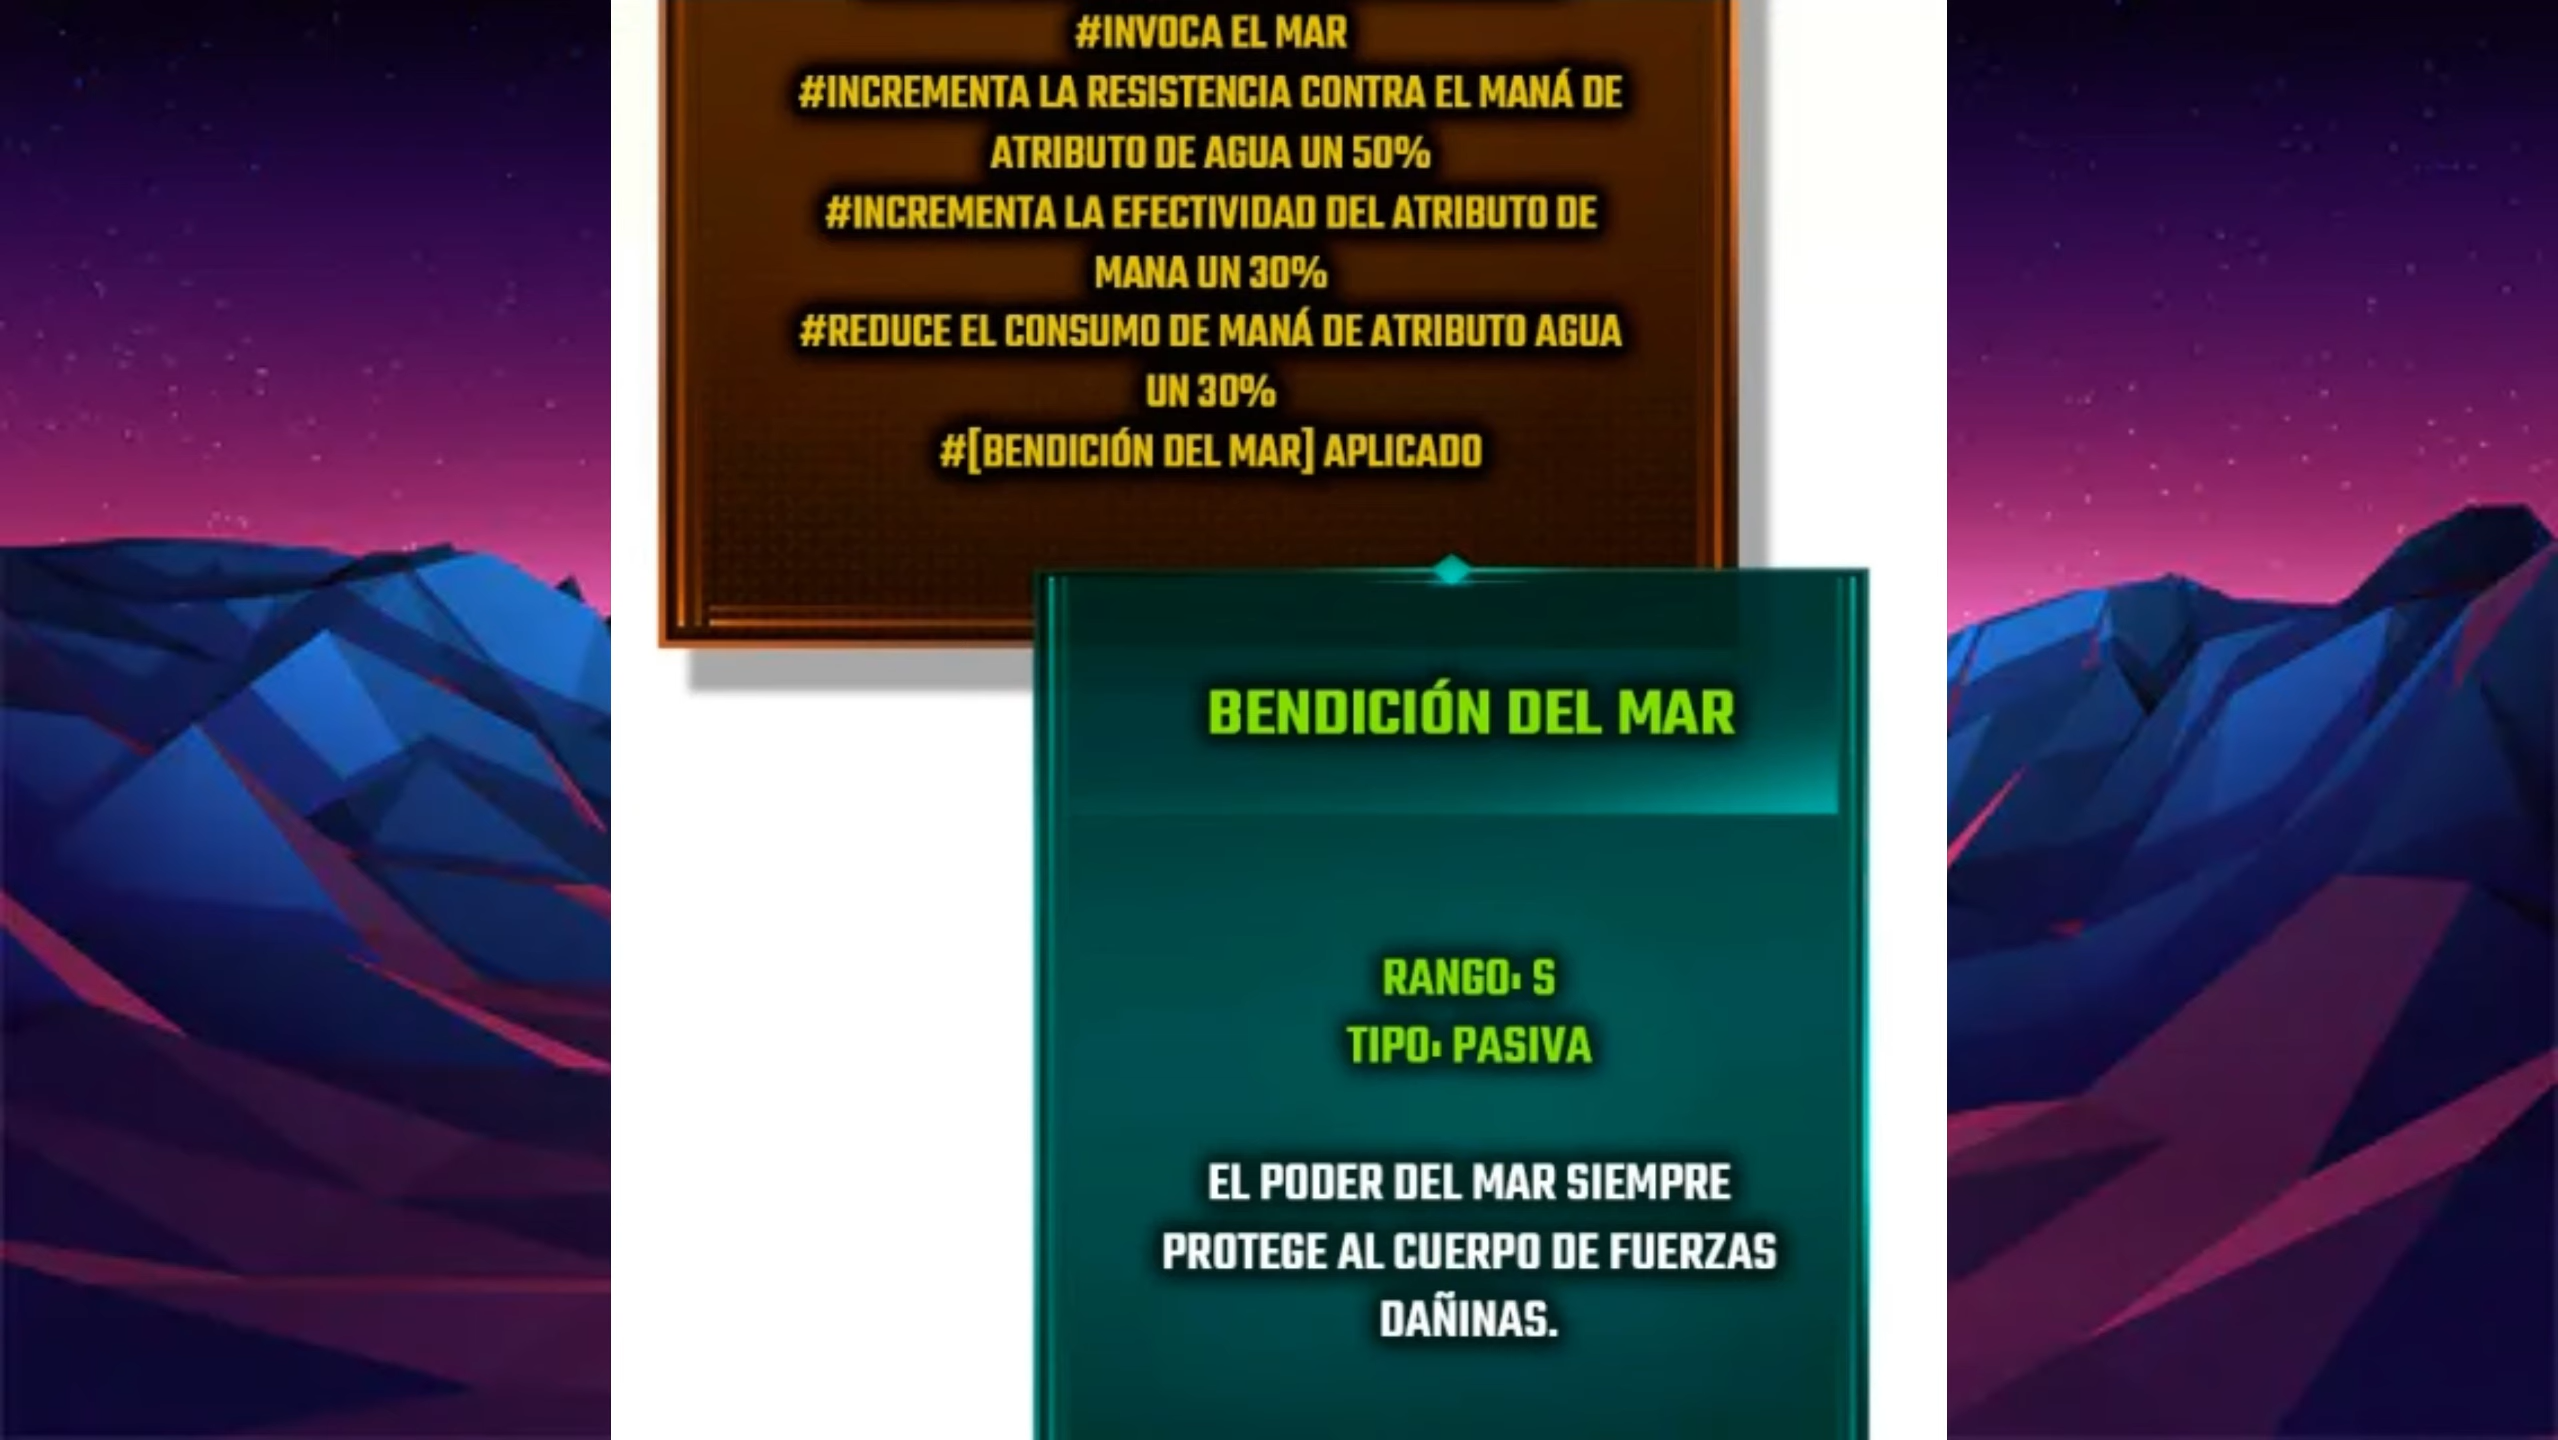 #INVOCA EL MAR
#INCREMENTA LA RESISTENCIA CONTRA EL MANÁ DE
ATRIBUTO DE AGUA UN 50%
#INCREMENTA LA EFECTIVIDAD DEL ATRIBUTO DE
MANA UN 30%
#REDUCE EL CONSUMO DE MANÁ DE ATRIBUTO AGUA
UN 30%
#[BENDICIÓN DEL MAR] APLICADO
BENDICIÓN DEL MAR
RANGO: S
TIPO: PASIVA
EL PODER DEL MAR SIEMPRE
PROTEGE AL CUERPO DE FUERZAS
DAÑINAS.